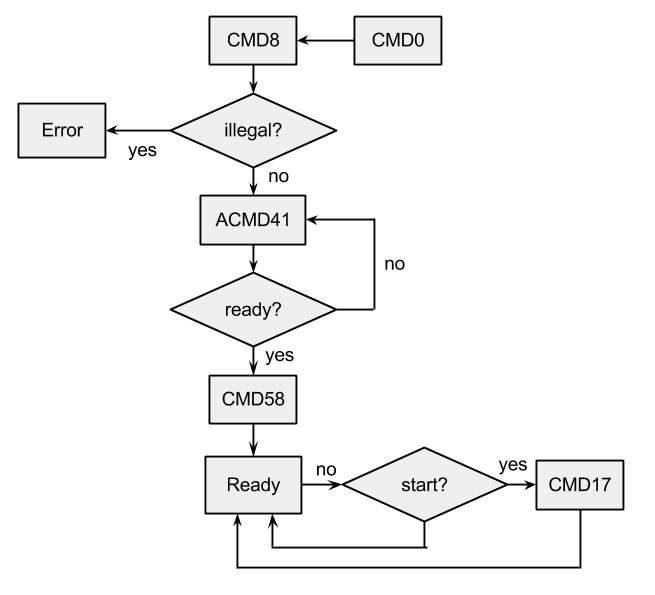 CMD8
CMD0
Error
illegal?
yes
no
ACMD41
no
ready?
yes
CMD58
Ready
no
start?
yes
CMD17